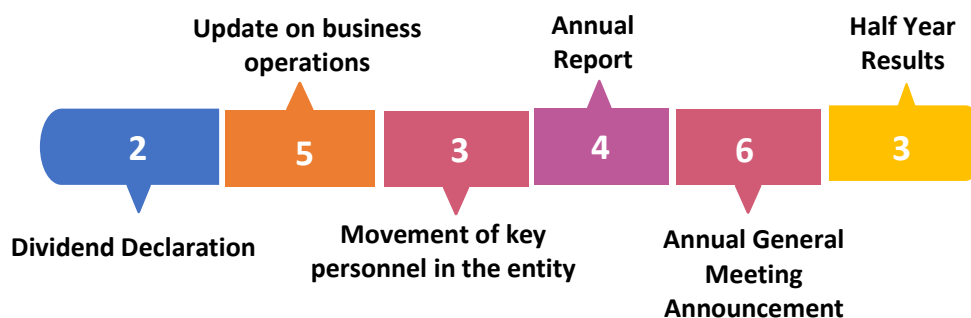 Update on business
operations
Annual
Report
Half Year
Results
2
5
3
4
6
3
Dividend Declaration
Movement of key
personnel in the entity
Annual General
Meeting
Announcement